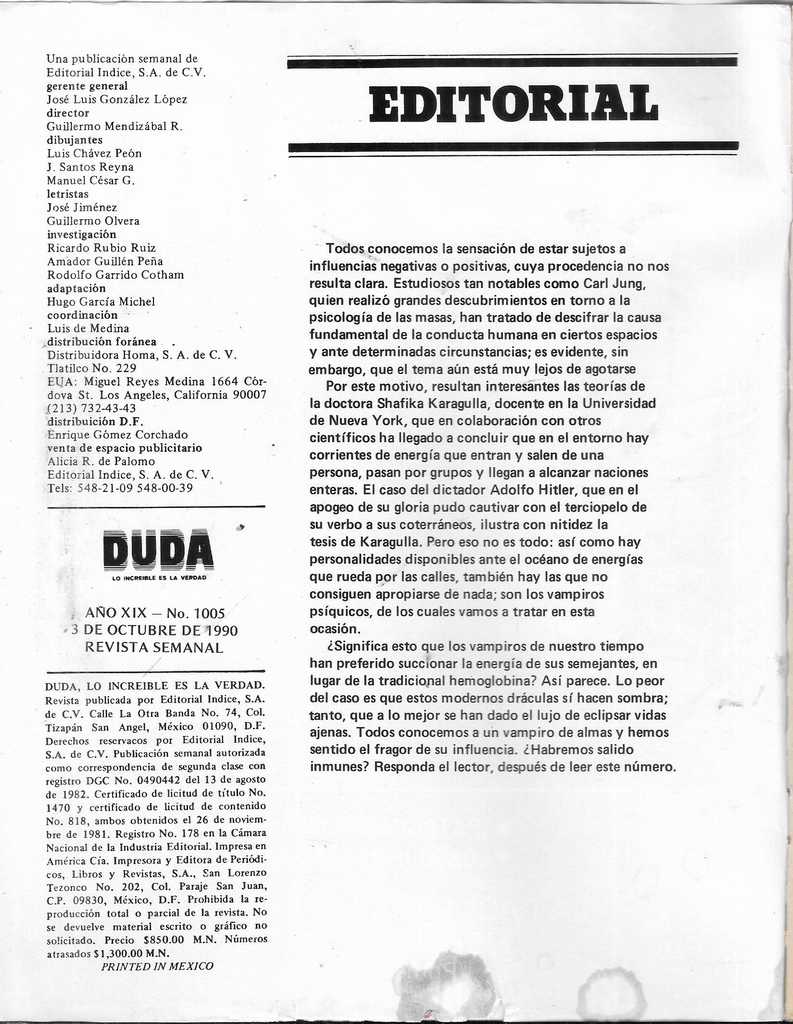 Una publicación semanal de
Editorial Indice, S.A. de C.V.
gerente general
José Luis González López
director
Guillermo Mendizábal R.
dibujantes
Luis Chávez Peón
J. Santos Reyna
Manuel César G.
letristas
José Jiménez
Guillermo Olvera
investigación
Ricardo Rubio Ruiz
Amador Guillén Peña
Rodolfo Garrido Cotham
adaptación
Hugo García Michel
coordinación
Luis de Medina
distribución foránea
Distribuidora Homa, S. A. de C. V.
Tlatilco No. 229
EUA: Miguel Reyes Medina 1664 Cór-
dova St. Los Angeles, California 90007
(213) 732-43-43
distribuición D.F.
Enrique Gómez Corchado
venta de espacio publicitario
Alicia R. de Palomo
Editorial Indice, S. A. de C. V.
Tels: 548-21-09 548-00-39
DUDA
LO INCREIBLE ES LA VERDAD
AÑO XIX – No. 1005
3 DE OCTUBRE DE 1990
REVISTA SEMANAL
DUDA, LO INCREIBLE ES LA VERDAD.
Revista publicada por Editorial Indice, S.A.
de C.V. Calle La Otra Banda No. 74, Col.
Tizapán San Angel, México 01090, D.F.
Derechos reservacos por Editorial Indice,
S.A. de C.V. Publicación semanal autorizada
como correspondencia de segunda clase con
registro DGC No. 0490442 del 13 de agosto
de 1982. Certificado de licitud de título No.
1470 y certificado de licitud de contenido
No. 818, ambos obtenidos el 26 de noviem-
bre de 1981. Registro No. 178 en la Cámara
Nacional de la Industria Editorial. Impresa en
América Cía. Impresora y Editora de Periódi-
cos, Libros y Revistas, S.A., San Lorenzo
Tezonco No. 202, Col. Paraje San Juan,
C.P. 09830, México, D.F. Prohibida la re-
producción total o parcial de la revista. No
se devuelve material escrito o gráfico no
solicitado. Precio $850.00 M.N. Números
atrasados $1,300.00 M.N.
PRINTED IN MEXICO
EDITORIAL
Todos conocemos la sensación de estar sujetos a
influencias negativas o positivas, cuya procedencia no nos
resulta clara. Estudiosos tan notables como Carl Jung,
quien realizó grandes descubrimientos en torno a la
psicología de las masas, han tratado de descifrar la causa
fundamental de la conducta humana en ciertos espacios
y ante determinadas circunstancias; es evidente, sin
embargo, que el tema aún está muy lejos de agotarse
Por este motivo, resultan interesantes las teorías de
la doctora Shafika Karagulla, docente en la Universidad
de Nueva York, que en colaboración con otros
científicos ha llegado a concluir que en el entorno hay
corrientes de energía que entran y salen de una
persona, pasan por grupos y llegan a alcanzar naciones
enteras. El caso del dictador Adolfo Hitler, que en el
apogeo de su gloria pudo cautivar con el terciopelo de
su verbo a sus coterráneos, ilustra con nitidez la
tesis de Karagulla. Pero eso no es todo: así como hay
personalidades disponibles ante el océano de energías
que rueda por las calles, también hay las que no
consiguen apropiarse de nada; son los vampiros
psíquicos, de los cuales vamos a tratar en esta
ocasión.
¿Significa esto que los vampiros de nuestro tiempo
han preferido succionar la energía de sus semejantes, en
lugar de la tradicional hemoglobina? Así parece. Lo peor
del caso es que estos modernos dráculas sí hacen sombra;
tanto, que a lo mejor se han dado el lujo de eclipsar vidas
ajenas. Todos conocemos a un vampiro de almas y hemos
sentido el fragor de su influencia. ¿Habremos salido
inmunes? Responda el lector, después de leer este número.